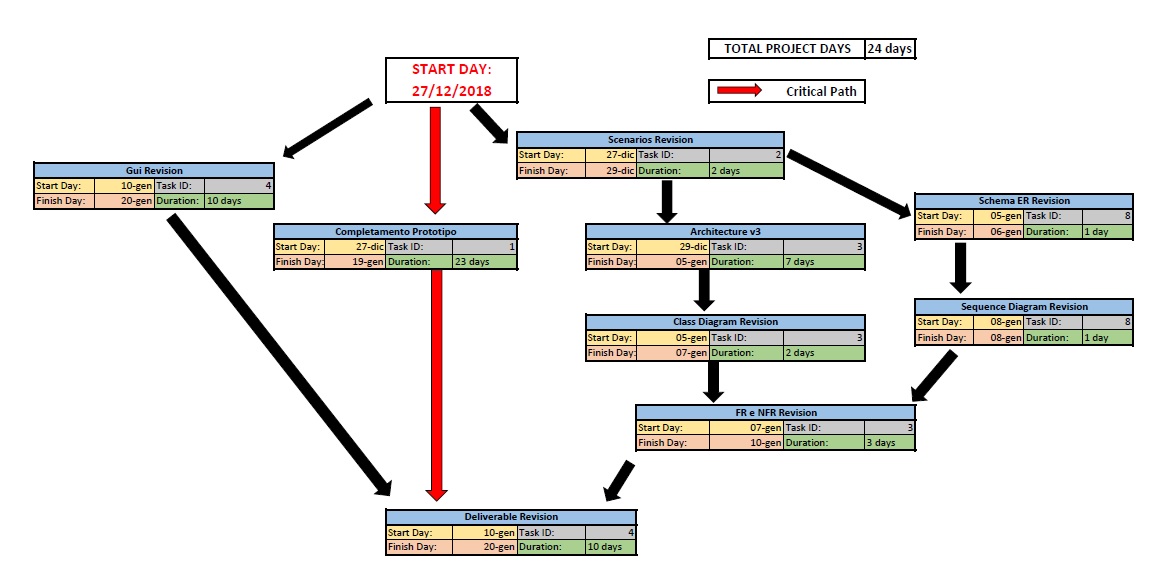 TOTAL PROJECT DAYS 24 days
START DAY:
27/12/2018
Critical Path
Scenarios Revision
Start Day: 27-dic Task ID: 2
Finish Day: 29-dic Duration: 2 days
Gui Revision
Start Day: 10-gen Task ID: 4
Finish Day: 20-gen Duration: 10 days
Schema ER Revision
Start Day: 05-gen Task ID: 8
Finish Day: 06-gen Duration: 1 day
Completamento Prototipo
Start Day: 27-dic Task ID: 1
Finish Day: 19-gen Duration: 23 days
Architecture v3
Start Day: 29-dic Task ID: 3
Finish Day: 05-gen Duration: 7 days
Sequence Diagram Revision
Start Day: 08-gen Task ID: 8
Finish Day: 08-gen Duration: 1 day
Class Diagram Revision
Start Day: 05-gen Task ID: 3
Finish Day: 07-gen Duration: 2 days
FR e NFR Revision
Start Day: 07-gen Task ID: 3
Finish Day: 10-gen Duration: 3 days
Deliverable Revision
Start Day: 10-gen Task ID: 4
Finish Day: 20-gen Duration: 10 days